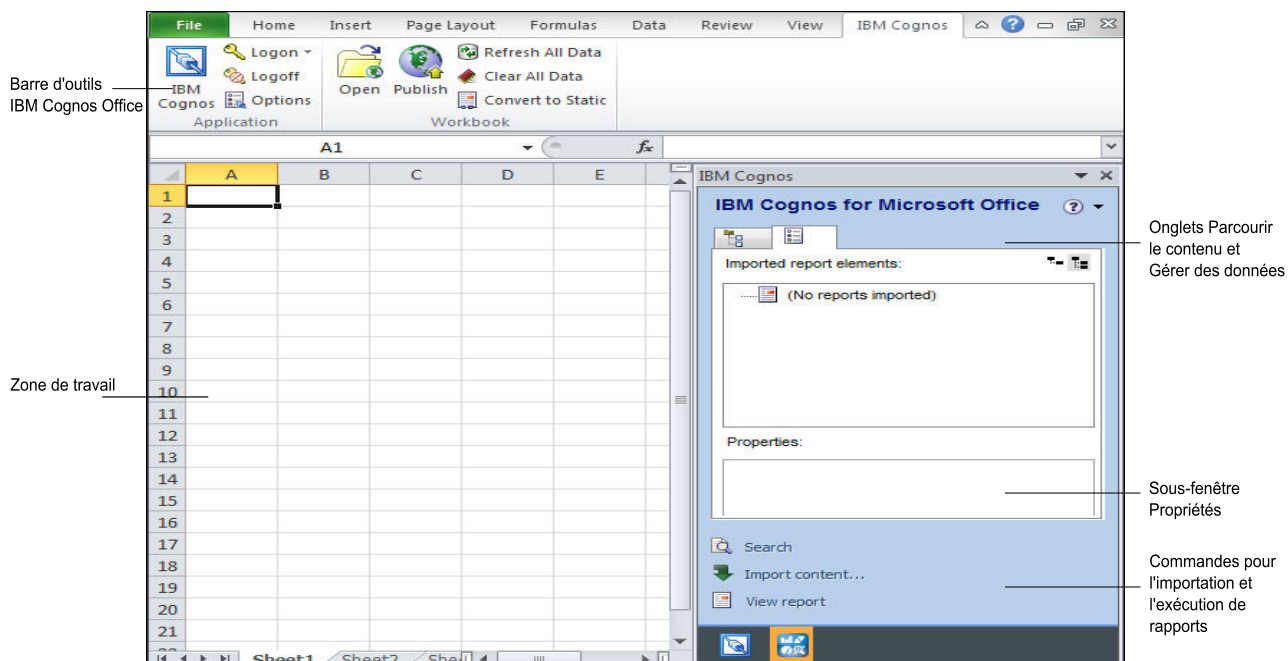 File Home Insert Page Layout Formulas Data Review View IBM Cognos
Logon
Logoff
Options
IBM
Cognos
Application
Open
Publish
Refresh All Data
Clear All Data
Convert to Static
Workbook
Barre d'outils
IBM Cognos Office
A1
fx
A B C D E
1
2
3
4
5
6
7
8
9
10
11
12
13
14
15
16
17
18
19
20
21
Zone de travail
Sheet1 Sheet2
IBM Cognos
IBM Cognos for Microsoft Office
Imported report elements:
(No reports imported)
Properties:
Search
Import content...
View report
Onglets Parcourir
le contenu et
Gérer des données
Sous-fenêtre
Propriétés
Commandes pour
l'importation et
l'exécution de
rapports